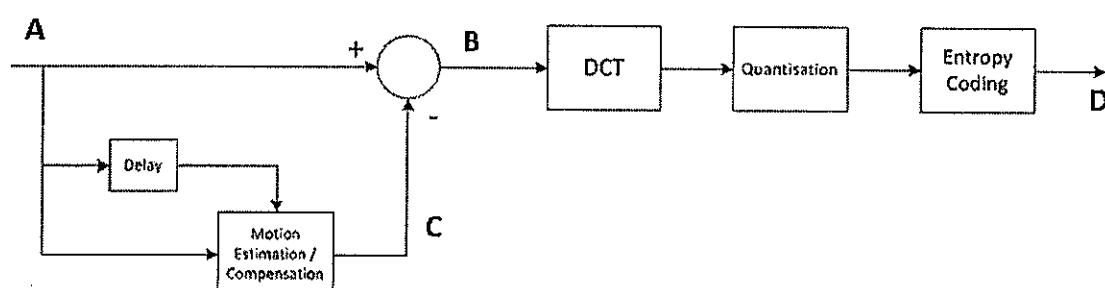 A
+
B
DCT
Quantisation
Entropy
Coding
D
-
Delay
C
Motion
Estimation /
Compensation